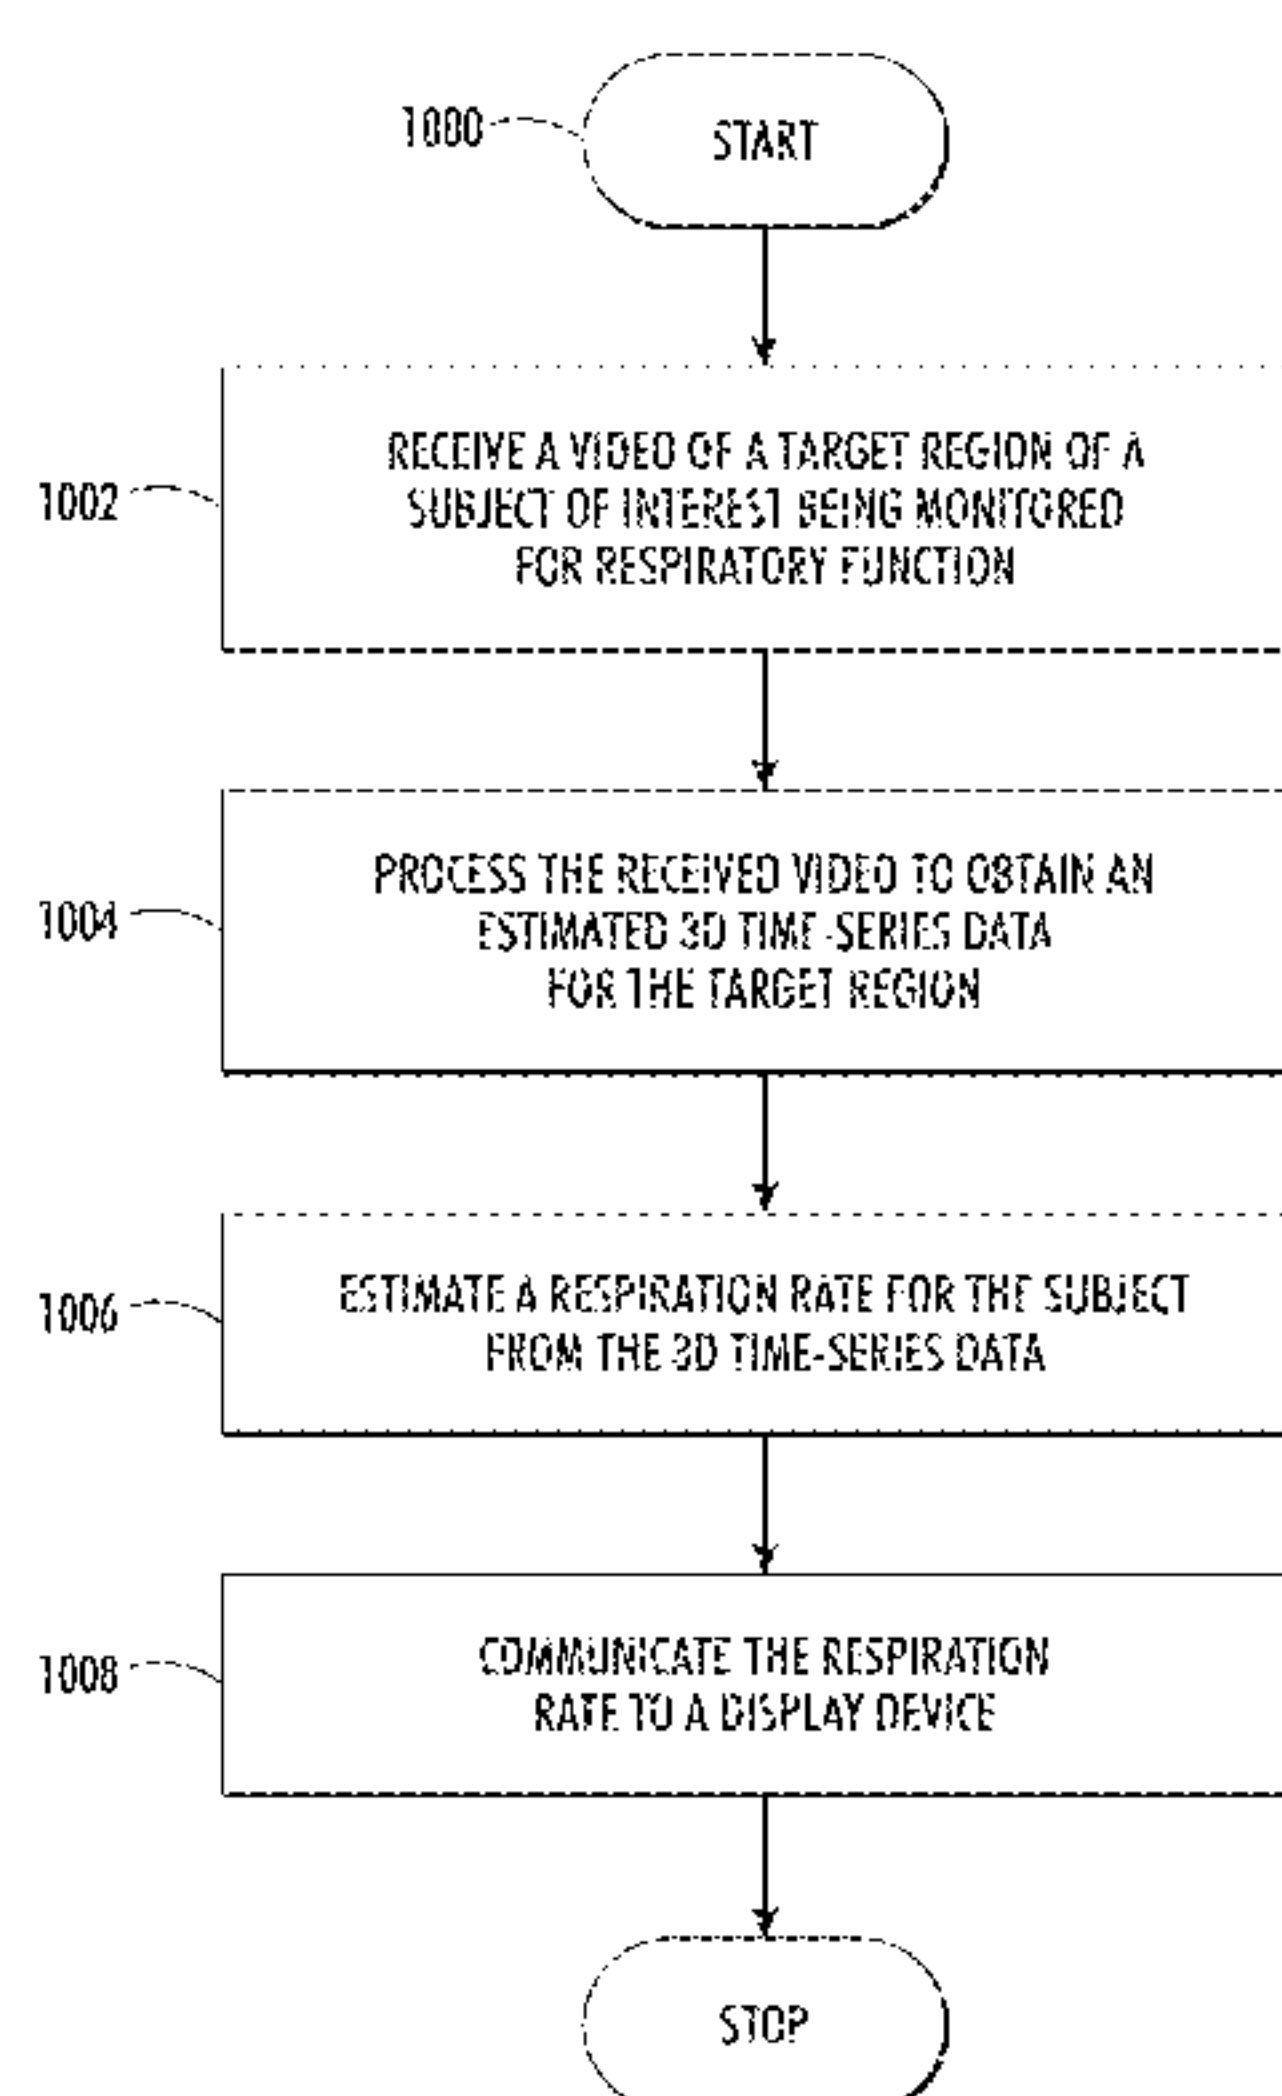 1000
START
RECEIVE A VIDEO OF A TARGET REGION OF A
SUBJECT OF INTEREST BEING MONITORED
FOR RESPIRATORY FUNCTION
1002
PROCESS THE RECEIVED VIDEO TO OBTAIN AN
ESTIMATED 3D TIME-SERIES DATA
FOR THE TARGET REGION
1004
ESTIMATE A RESPIRATION RATE FOR THE SUBJECT
FROM THE 3D TIME-SERIES DATA
1006
COMMUNICATE THE RESPIRATION
RATE TO A DISPLAY DEVICE
1008
STOP